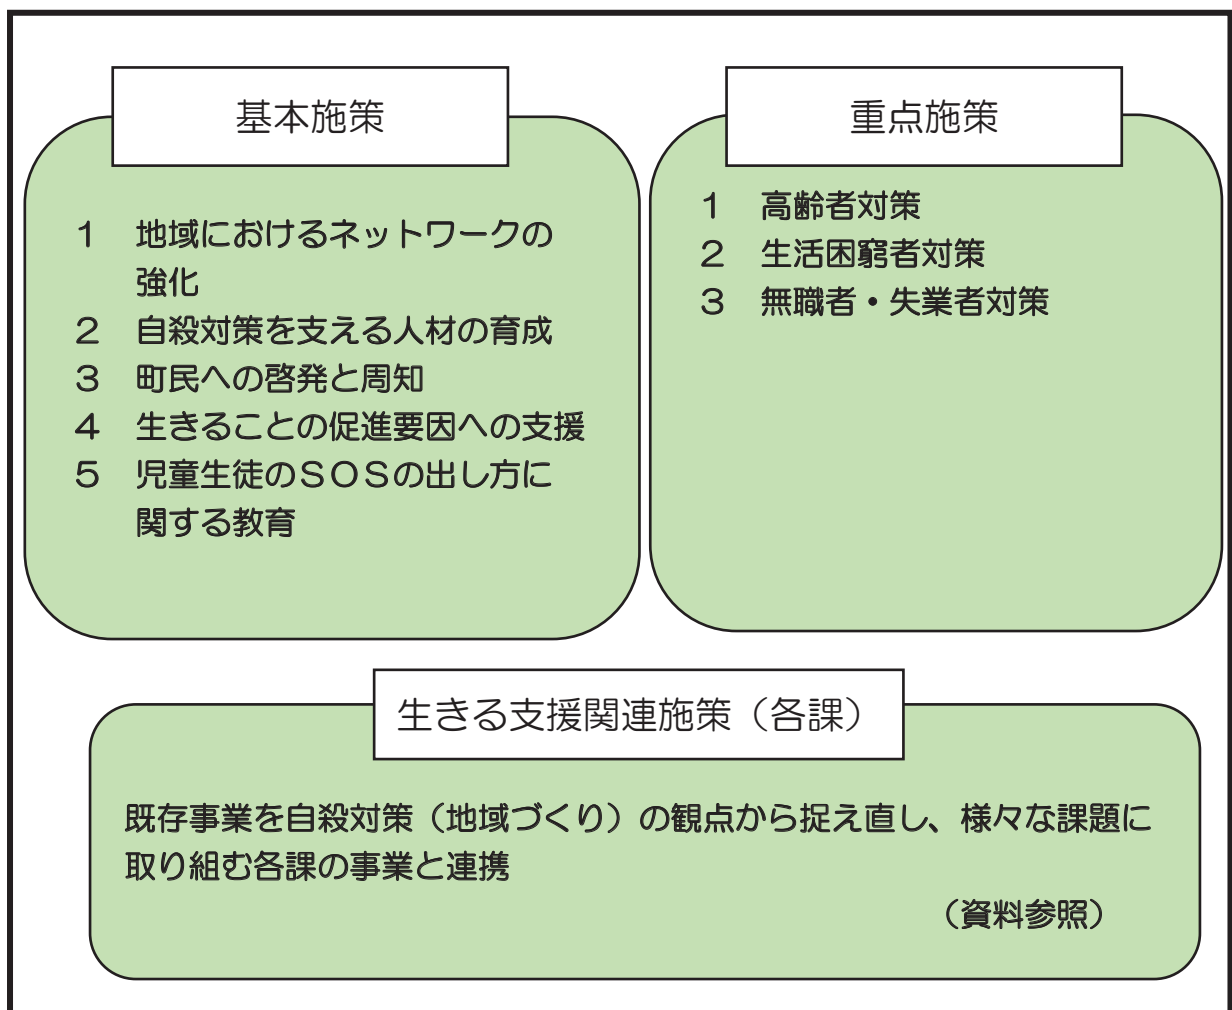 基本施策
1 地域におけるネットワークの
強化
2 自殺対策を支える人材の育成
3 町民への啓発と周知
4 生きることの促進要因への支援
5 児童生徒のSOSの出し方に
関する教育
重点施策
1 高齢者対策
2 生活困窮者対策
3 無職者・失業者対策
生きる支援関連施策（各課）
既存事業を自殺対策（地域づくり）の観点から捉え直し、様々な課題に
取り組む各課の事業と連携
（資料参照）